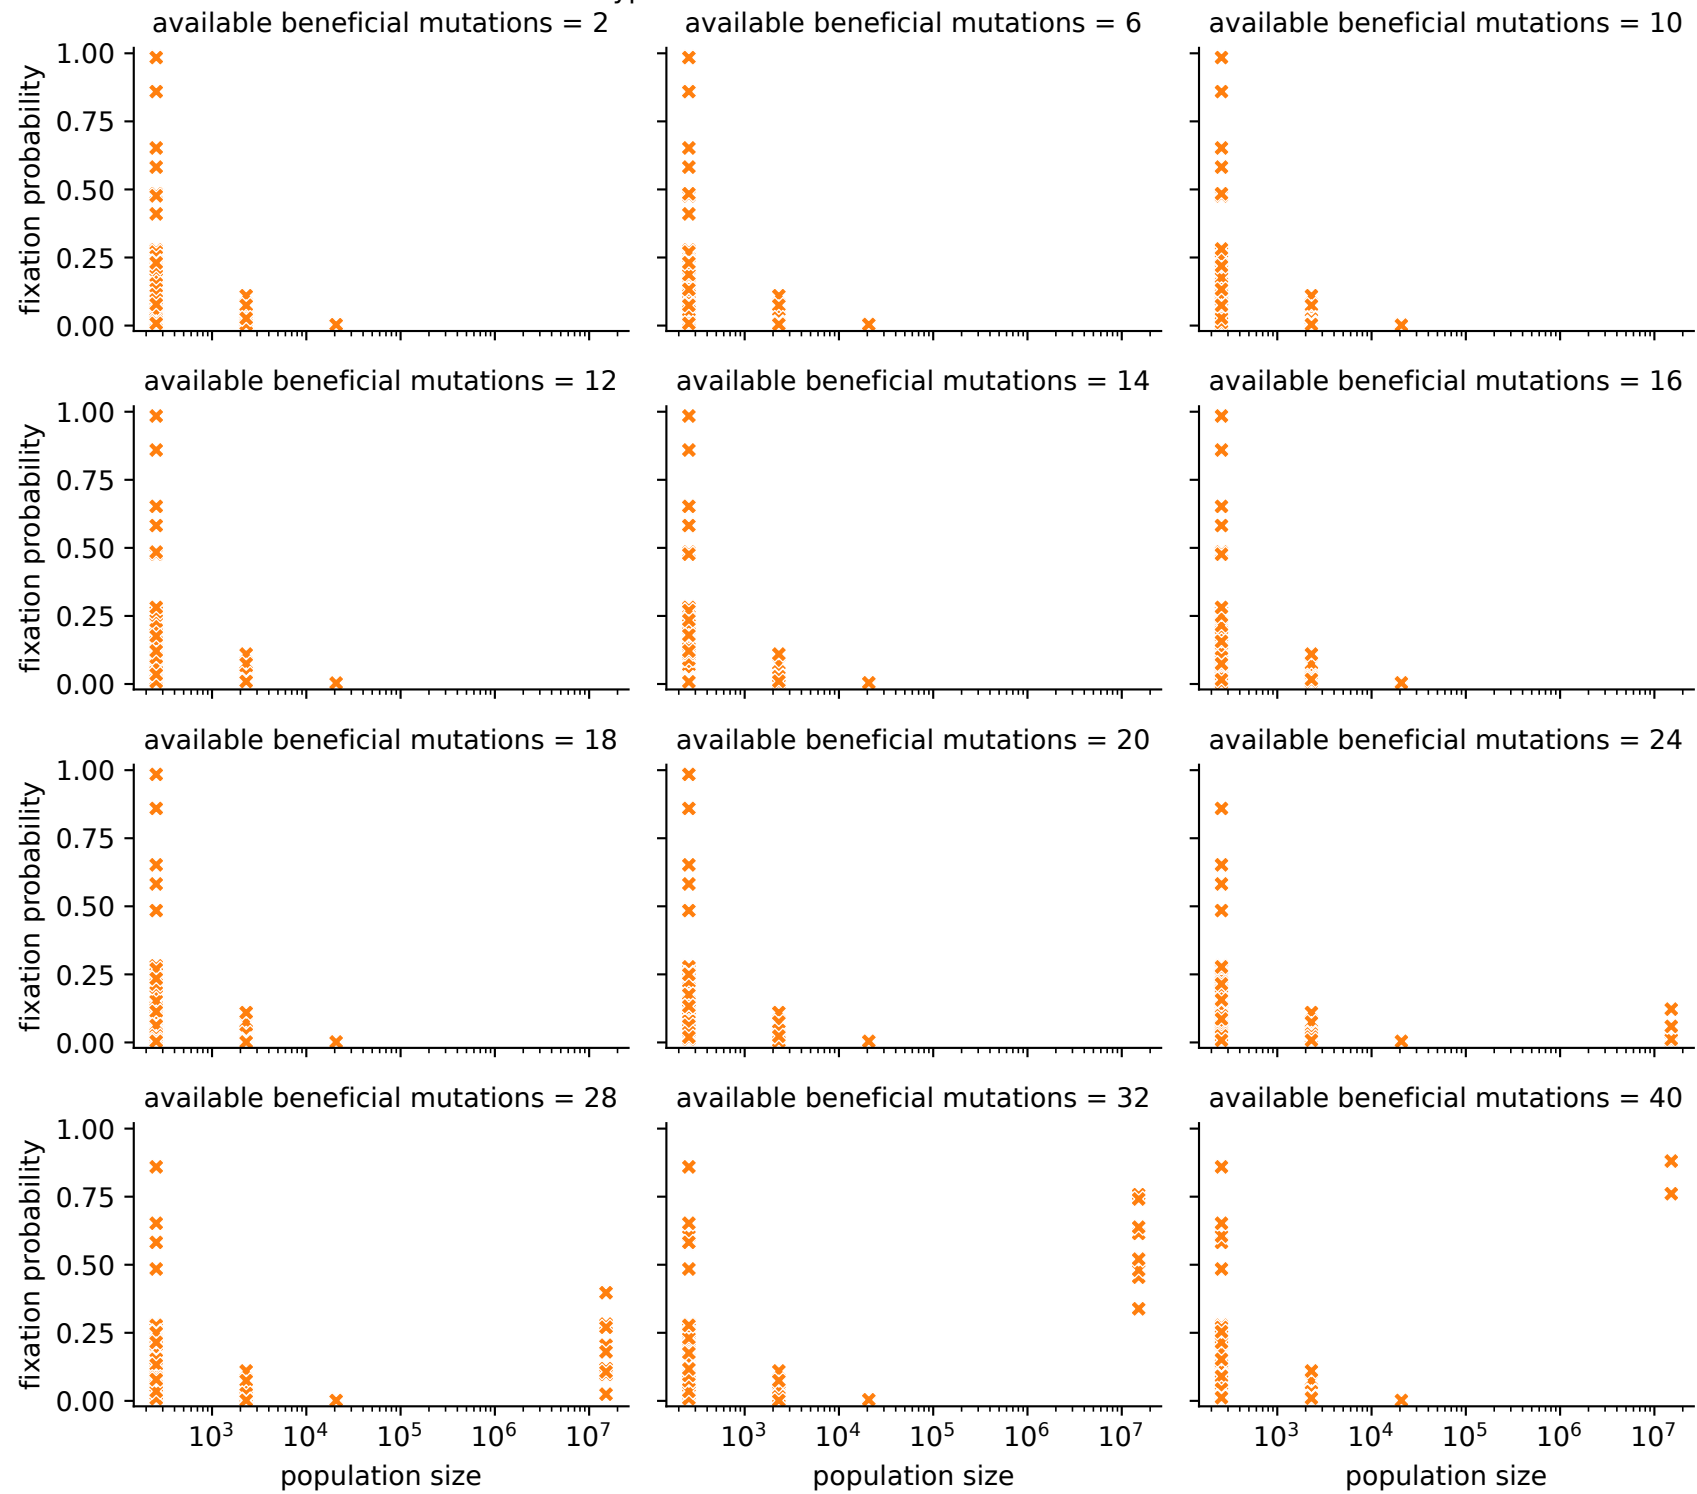 available beneficial mutations = 2
available beneficial mutations = 6
available beneficial mutations = 10
fixation probability
1.00
0.75
0.50
0.25
0.00
available beneficial mutations = 12
available beneficial mutations = 14
available beneficial mutations = 16
fixation probability
1.00
0.75
0.50
0.25
0.00
available beneficial mutations = 18
available beneficial mutations = 20
available beneficial mutations = 24
fixation probability
1.00
0.75
0.50
0.25
0.00
available beneficial mutations = 28
available beneficial mutations = 32
available beneficial mutations = 40
fixation probability
1.00
0.75
0.50
0.25
0.00
10³ 10⁴ 10⁵ 10⁶ 10⁷
10³ 10⁴ 10⁵ 10⁶ 10⁷
10³ 10⁴ 10⁵ 10⁶ 10⁷
population size
population size
population size